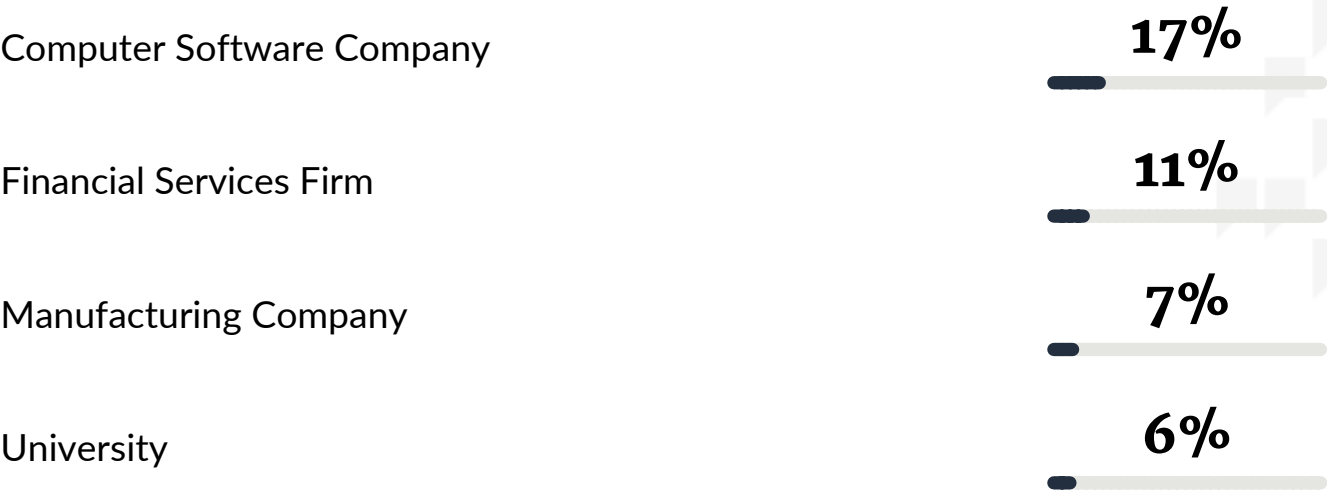 Computer Software Company 17%
Financial Services Firm 11%
Manufacturing Company 7%
University 6%